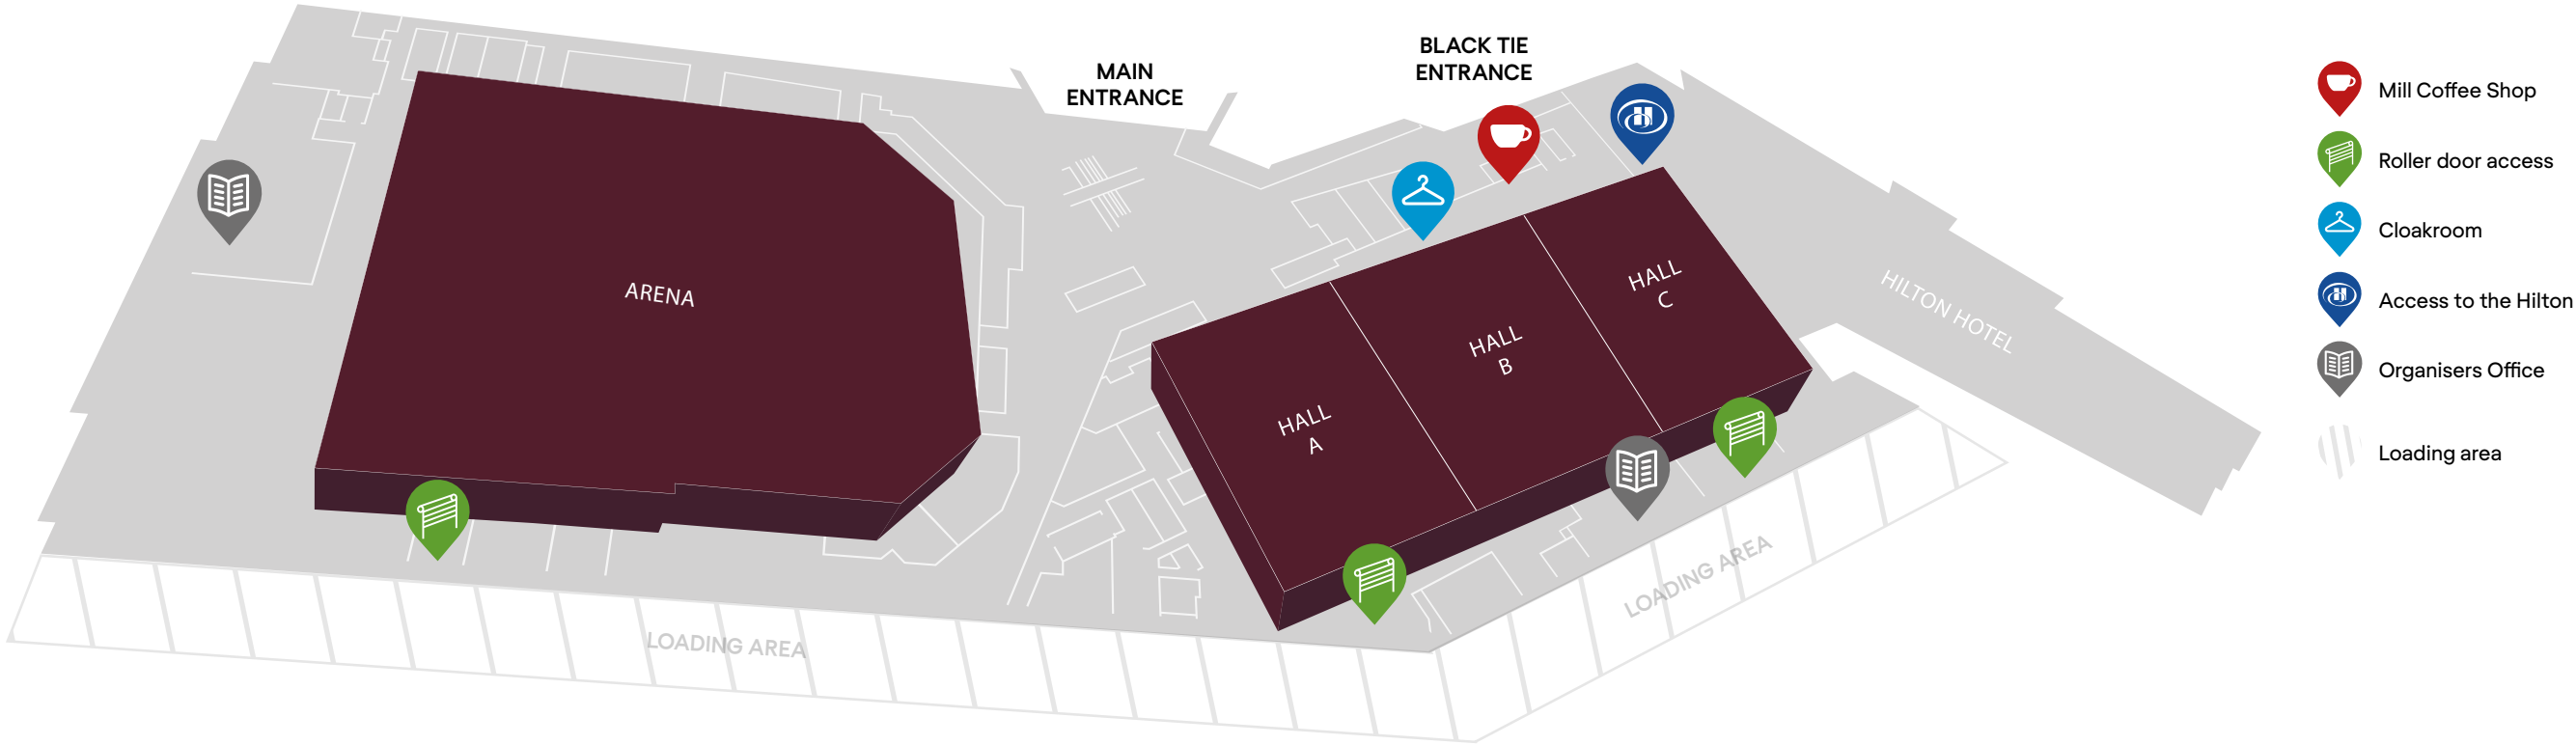 MAIN
ENTRANCE
BLACK TIE
ENTRANCE
ARENA
HALL
A
HALL
B
HALL
C
HILTON HOTEL
LOADING AREA
LOADING AREA
Mill Coffee Shop
Roller door access
Cloakroom
Access to the Hilton
Organisers Office
Loading area